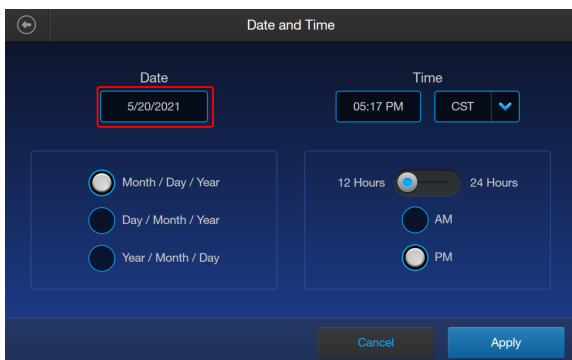 Date and Time
Date
5/20/2021
Time
05:17 PM
CST
Month / Day / Year
Day / Month / Year
Year / Month / Day
12 Hours
24 Hours
AM
PM
Cancel
Apply